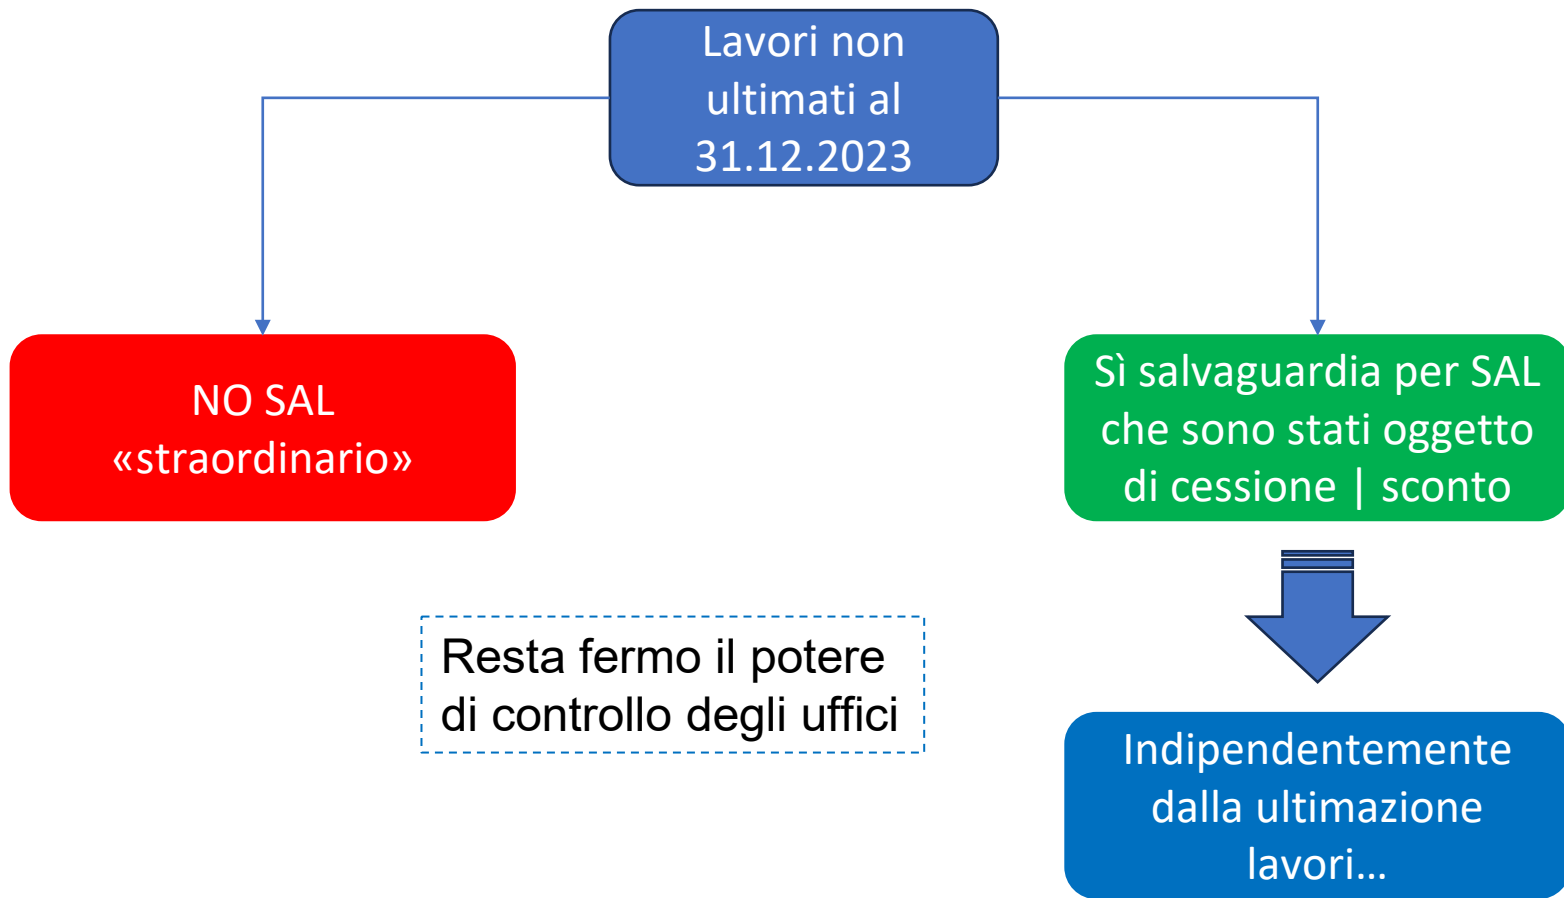 Lavori non
ultimati al
31.12.2023
NO SAL
«straordinario»
Sì salvaguardia per SAL
che sono stati oggetto
di cessione | sconto
Resta fermo il potere
di controllo degli uffici
Indipendentemente
dalla ultimazione
lavori…